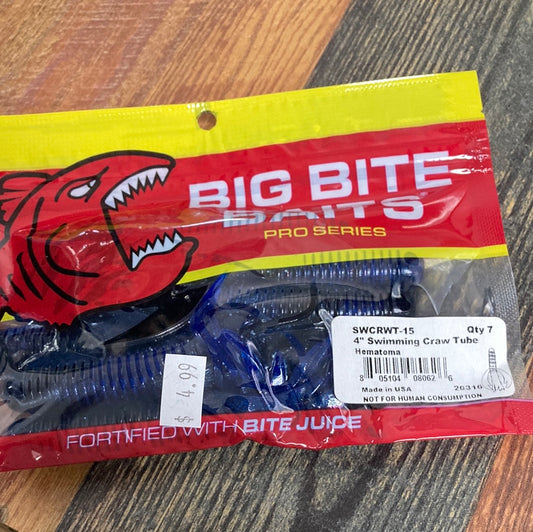 BIG BITE
BAITS
PRO SERIES
SWCRWT-15 Qty 7
4" Swimming Craw Tube
Hematoma
8 05104 08062 6
Made in USA 20316
NOT FOR HUMAN CONSUMPTION
$ 4.99
FORTIFIED WITH BITE JUICE